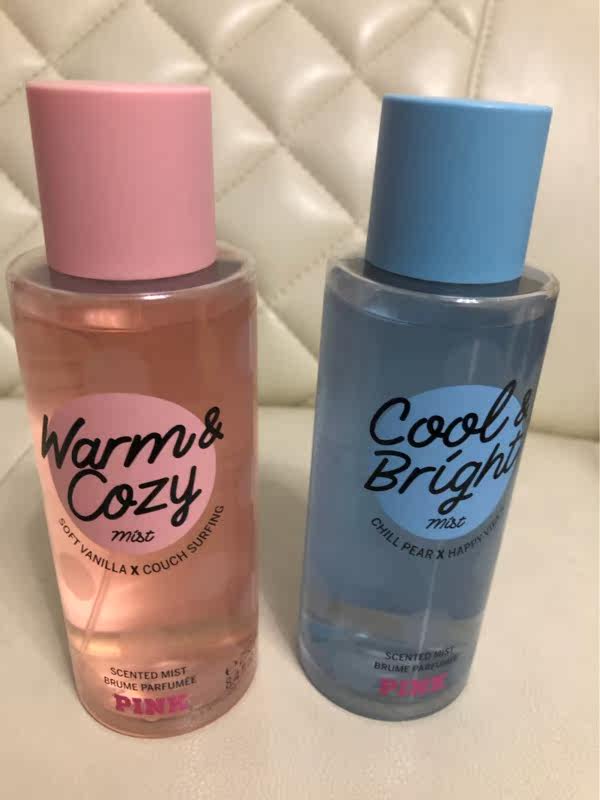 Warm &
Cozy
mist
SOFT VANILLA X COUCH SURFING
SCENTED MIST
BRUME PARFUMÉE
PINK
Cool &
Bright
mist
CHILL PEAR X HAPPY
SCENTED MIST
BRUME PARFUMÉE
PINK